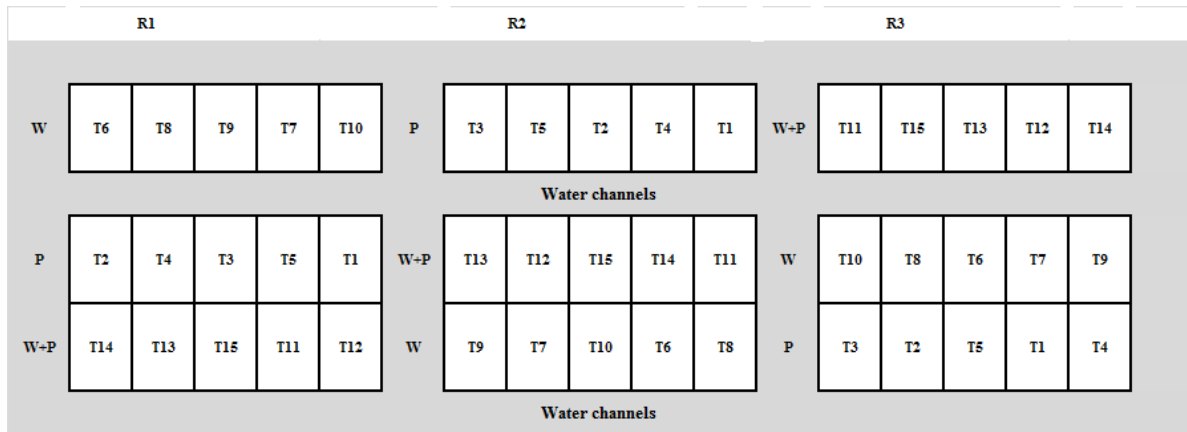 R1 R2 R3
W T6 T8 T9 T7 T10 P T3 T5 T2 T4 T1 W+P T11 T15 T13 T12 T14
Water channels
P T2 T4 T3 T5 T1 W+P T13 T12 T15 T14 T11 W T10 T8 T6 T7 T9
W+P T14 T13 T15 T11 T12 W T9 T7 T10 T6 T8 P T3 T2 T5 T1 T4
Water channels